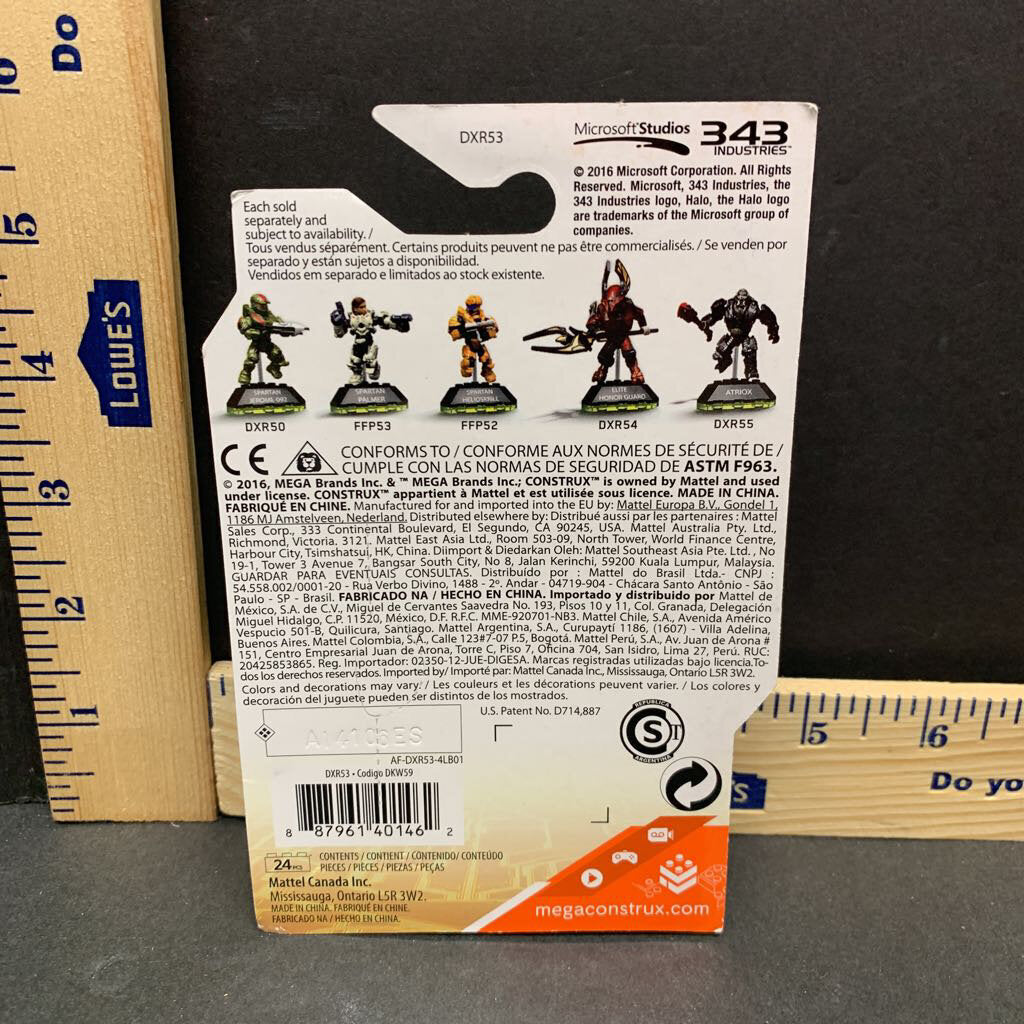 DXR53
Microsoft Studios
343 INDUSTRIES™
© 2016 Microsoft Corporation. All Rights
Reserved. Microsoft, 343 Industries, the
343 Industries logo, Halo, the Halo logo
are trademarks of the Microsoft group of
companies.
Each sold
separately and
subject to availability. /
Tous vendus séparément. Certains produits peuvent ne pas être commercialisés. / Se venden por
separado y están sujetos a disponibilidad.
Vendidos em separado e limitados ao stock existente.
SPARTAN JEROME-092
SPARTAN PALMER
SPARTAN HELIOSKRILL
ELITE HONOR GUARD
ATRIOX
DXR50
FFP53
FFP52
DXR54
DXR55
CE
CONFORMS TO / CONFORME AUX NORMES DE SÉCURITÉ DE /
CUMPLE CON LAS NORMAS DE SEGURIDAD DE ASTM F963.
© 2016, MEGA Brands Inc. & ™ MEGA Brands Inc.; CONSTRUX™ is owned by Mattel and used
under license. CONSTRUX™ appartient à Mattel et est utilisée sous licence. MADE IN CHINA.
FABRIQUÉ EN CHINE. Manufactured for and imported into the EU by: Mattel Europa B.V., Gondel 1,
1186 MJ Amstelveen, Nederland. Distributed elsewhere by: Distribué aussi par les partenaires : Mattel
Sales Corp., 333 Continental Boulevard, El Segundo, CA 90245, USA. Mattel Australia Pty. Ltd.,
Richmond, Victoria. 3121. Mattel East Asia Ltd., Room 503-09, North Tower, World Finance Centre,
Harbour City, Tsimshatsui, HK, China. Diimport & Diedarkan Oleh: Mattel Southeast Asia Pte. Ltd., No
19-1, Tower 3 Avenue 7, Bangsar South City, No 8, Jalan Kerinchi, 59200 Kuala Lumpur, Malaysia.
GUARDAR PARA EVENTUAIS CONSULTAS. Distribuído por : Mattel do Brasil Ltda.- CNPJ :
54.558.002/0001-20 - Rua Verbo Divino, 1488 - 2º. Andar - 04719-904 - Chácara Santo Antônio - São
Paulo - SP - Brasil. FABRICADO NA / HECHO EN CHINA. Importado y distribuido por Mattel de
México, S.A. de C.V., Miguel de Cervantes Saavedra No. 193, Pisos 10 y 11, Col. Granada, Delegación
Miguel Hidalgo, C.P. 11520, México, D.F. R.F.C. MME-920701-NB3. Mattel Chile, S.A., Avenida Américo
Vespucio 501-B, Quilicura, Santiago. Mattel Argentina, S.A., Curupaytí 1186, (1607) - Villa Adelina,
Buenos Aires. Mattel Colombia, S.A., Calle 123#7-07 P.5, Bogotá. Mattel Perú, S.A., Av. Juan de Arona #
151, Centro Empresarial Juan de Arona, Torre C, Piso 7, Oficina 704, San Isidro, Lima 27, Perú. RUC:
20425853865. Reg. Importador: 02350-12-JUE-DIGESA. Marcas registradas utilizadas bajo licencia.To-
dos los derechos reservados. Imported by/ Importé par: Mattel Canada Inc., Mississauga, Ontario L5R 3W2.
Colors and decorations may vary. / Les couleurs et les décorations peuvent varier. / Los colores y
decoración del juguete pueden ser distintos de los mostrados.
U.S. Patent No. D714,887
REPUBLICA
S
ARGENTINA
AF-DXR53-4LB01
DXR53 • Codigo DKW59
8 87961 40146 2
24 PCS
CONTENTS / CONTIENT / CONTENIDO/ CONTEÚDO
PIECES / PIÈCES / PIEZAS / PEÇAS
Mattel Canada Inc.
Mississauga, Ontario L5R 3W2.
MADE IN CHINA. FABRIQUÉ EN CHINE.
FABRICADO NA / HECHO EN CHINA.
megaconstrux.com
Do
5
4
3
2
1
LOWE'S
5
6
S
Do yo